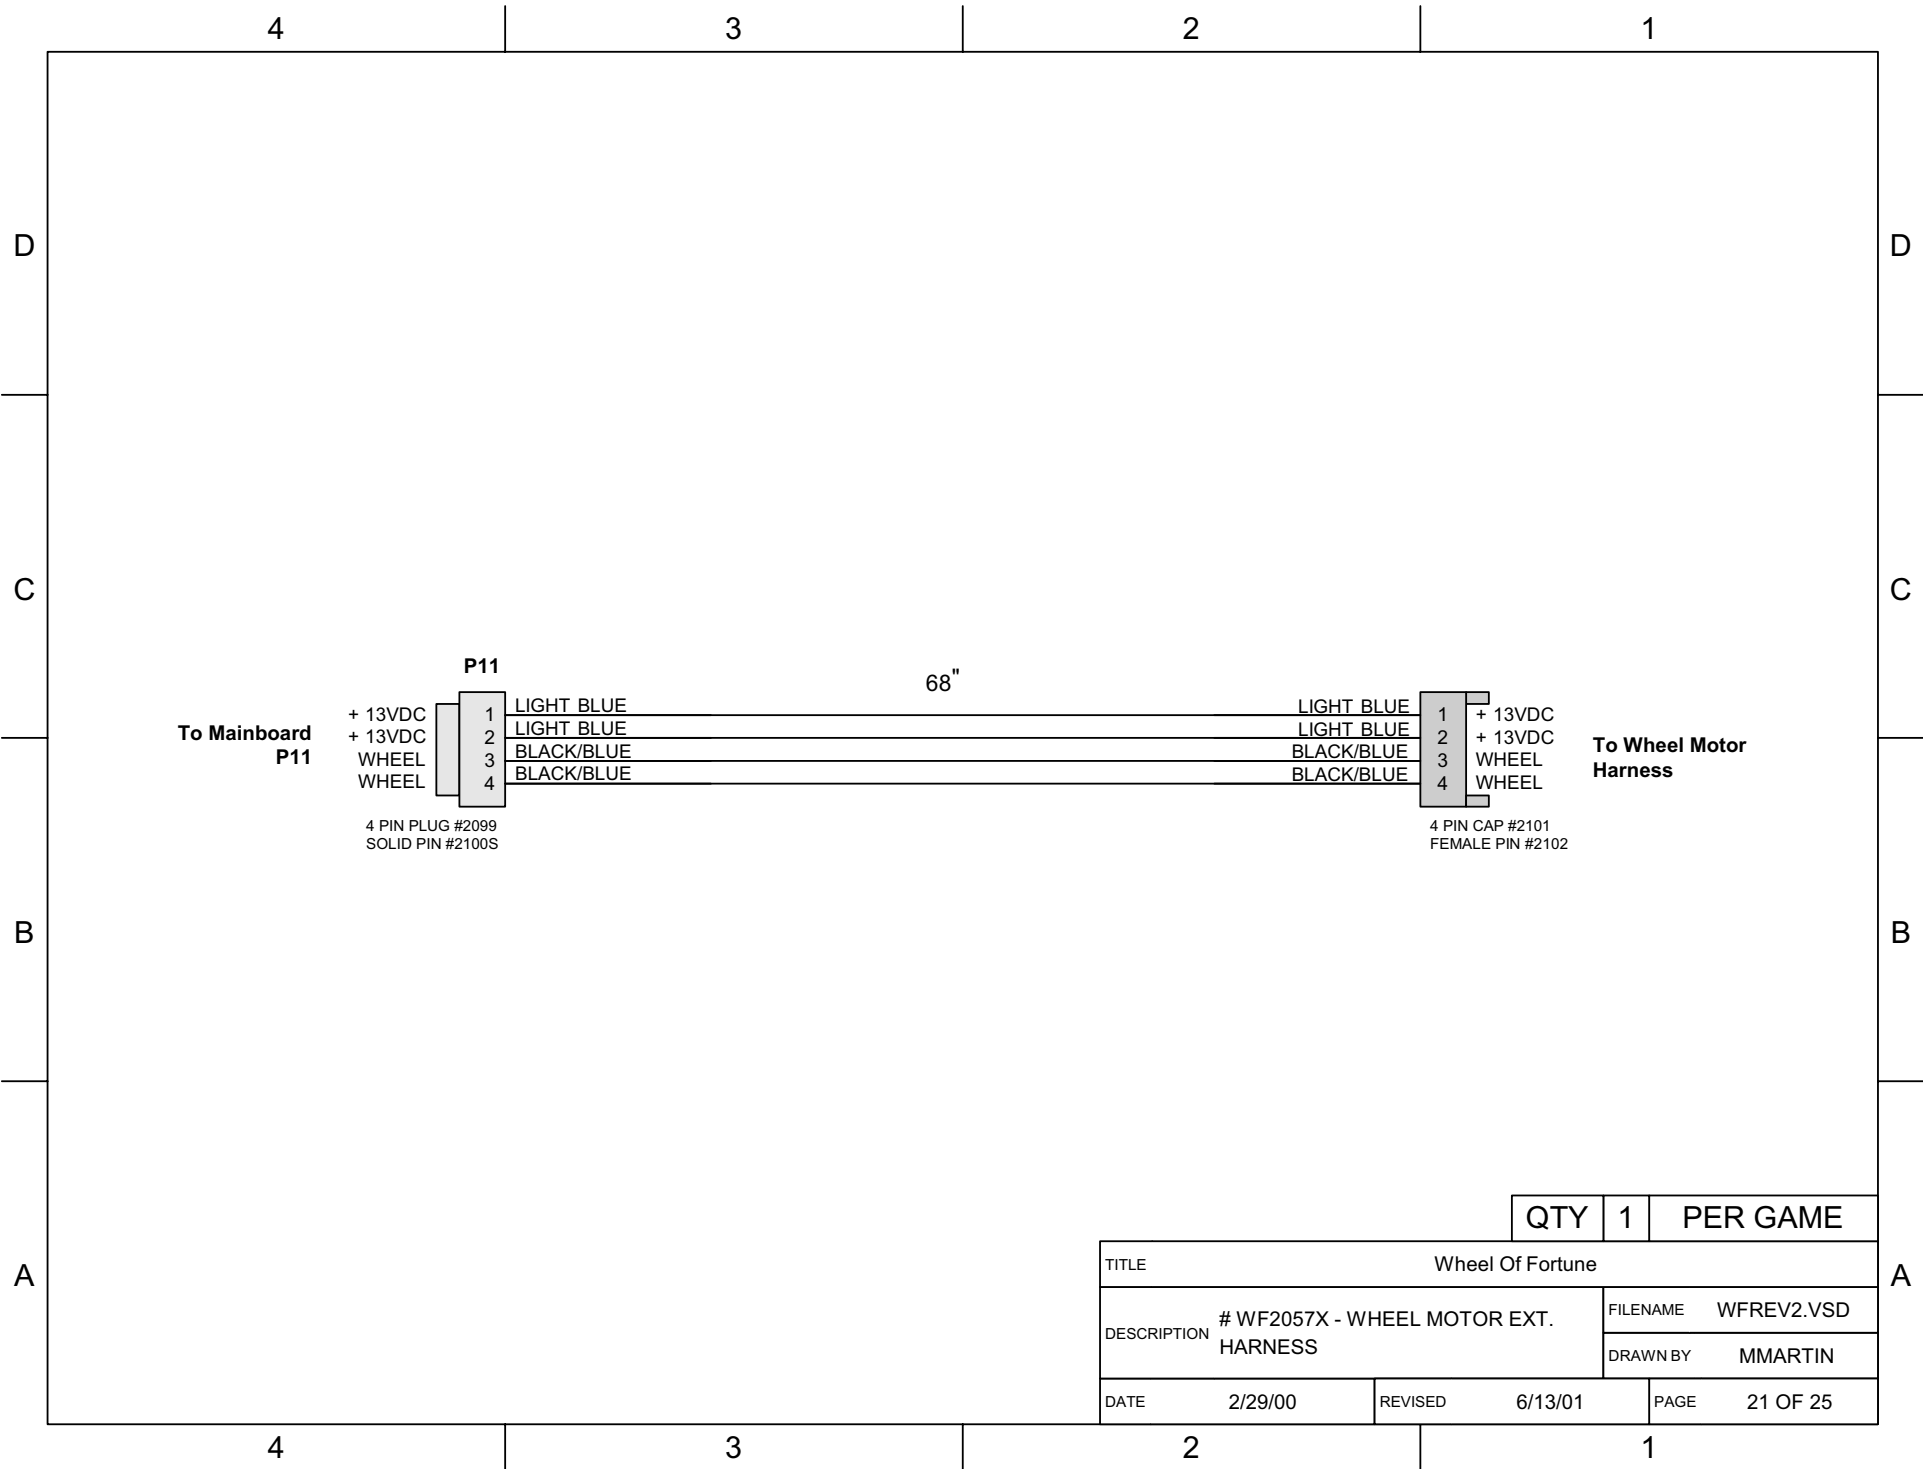 4 3 2 1
D D
C C
P11
68"
To Mainboard
P11
+ 13VDC 1 LIGHT BLUE LIGHT BLUE 1 + 13VDC
+ 13VDC 2 LIGHT BLUE LIGHT BLUE 2 + 13VDC
WHEEL 3 BLACK/BLUE BLACK/BLUE 3 WHEEL
WHEEL 4 BLACK/BLUE BLACK/BLUE 4 WHEEL
To Wheel Motor
Harness
4 PIN PLUG #2099
SOLID PIN #2100S
4 PIN CAP #2101
FEMALE PIN #2102
B B
QTY 1 PER GAME
A A
TITLE Wheel Of Fortune
DESCRIPTION # WF2057X - WHEEL MOTOR EXT.
HARNESS
FILENAME WFREV2.VSD
DRAWN BY MMARTIN
DATE 2/29/00 REVISED 6/13/01 PAGE 21 OF 25
4 3 2 1